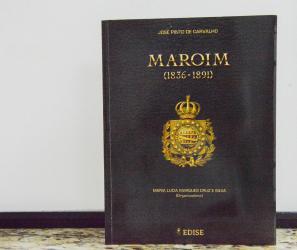 JOSÉ PINTO DE CARVALHO
MAROIM
(1836-1891)
MARIA LÚCIA MARQUES CRUZ E SILVA
(Organizadora)
EDISE